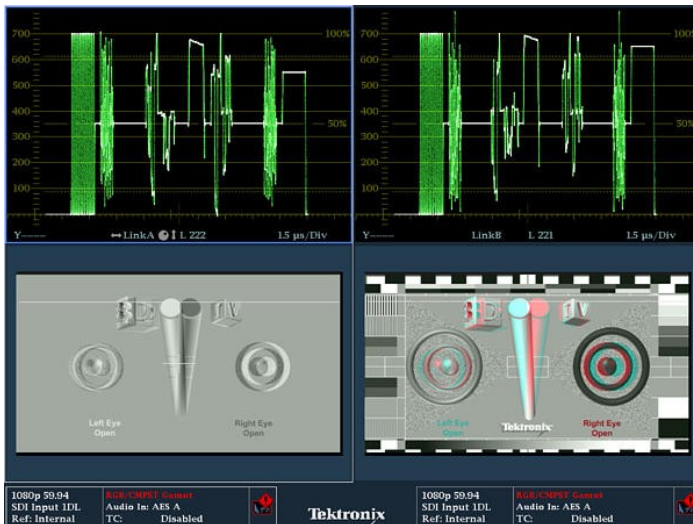 700
600
500
400
300
200
100
0
100%
50%
Y----
LinkA
L 222
1.5 µs/Div
700
600
500
400
300
200
100
0
100%
50%
Y----
LinkB
L 221
1.5 µs/Div
3D TV
Left Eye
Open
Right Eye
Open
3D TV
Left Eye
Open
Tektronix
Right Eye
Open
1080p 59.94
SDI Input 1DL
Ref: Internal
RGB/CMPST Gamut
Audio In: AES A
TC: Disabled
Tektronix
1080p 59.94
SDI Input 1DL
Ref: Internal
RGB/CMPST Gamut
Audio In: AES A
TC: Disabled